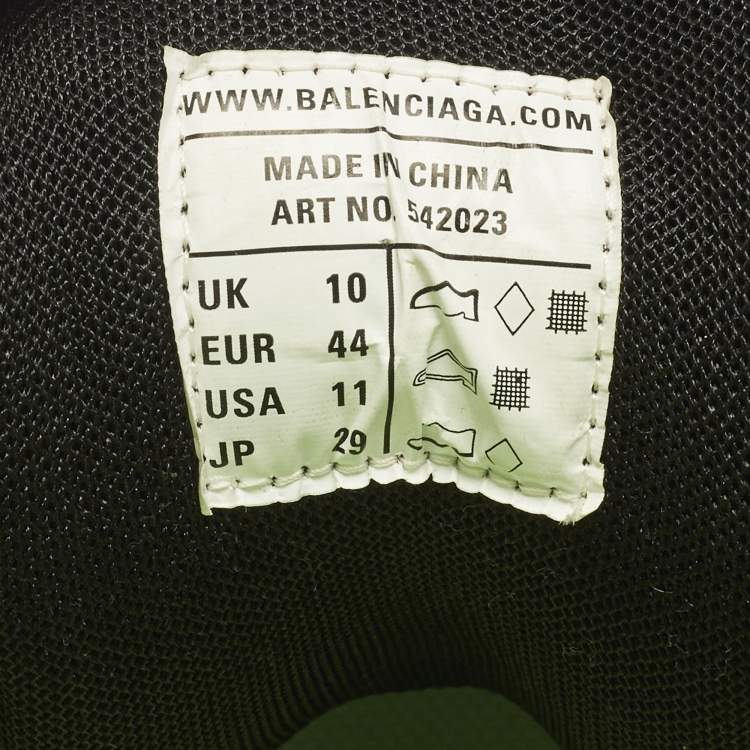 WWW.BALENCIAGA.COM
MADE IN CHINA
ART NO. 542023
UK 10
EUR 44
USA 11
JP 29